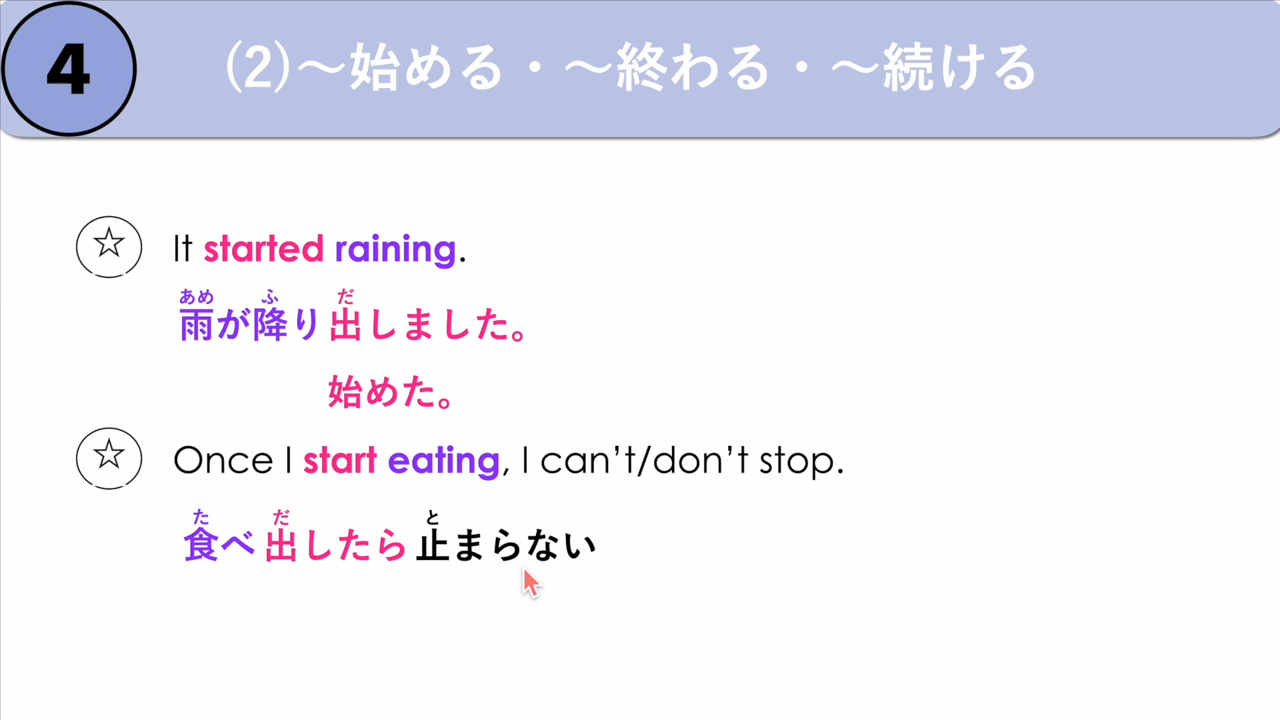 4
(2)～始める・～終わる・～続ける
It started raining.
あめ ふ だ
雨が降り出しました。
始めた。
Once I start eating, I can't/don't stop.
た だ と
食べ出したら止まらない